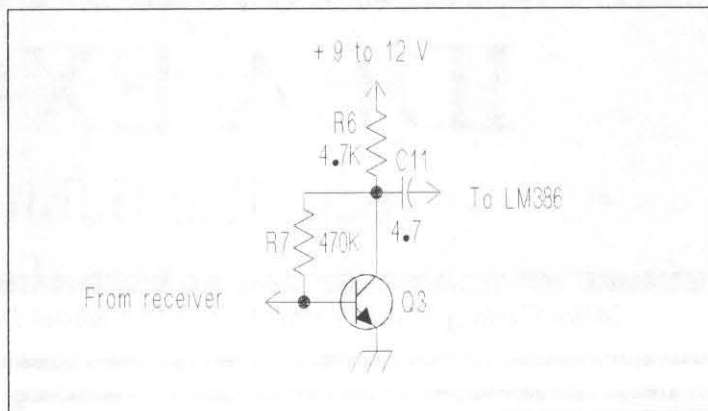 + 9 to 12 V
R6
4.7K
C11
To LM386
4.7
R7
470K
From receiver
Q3